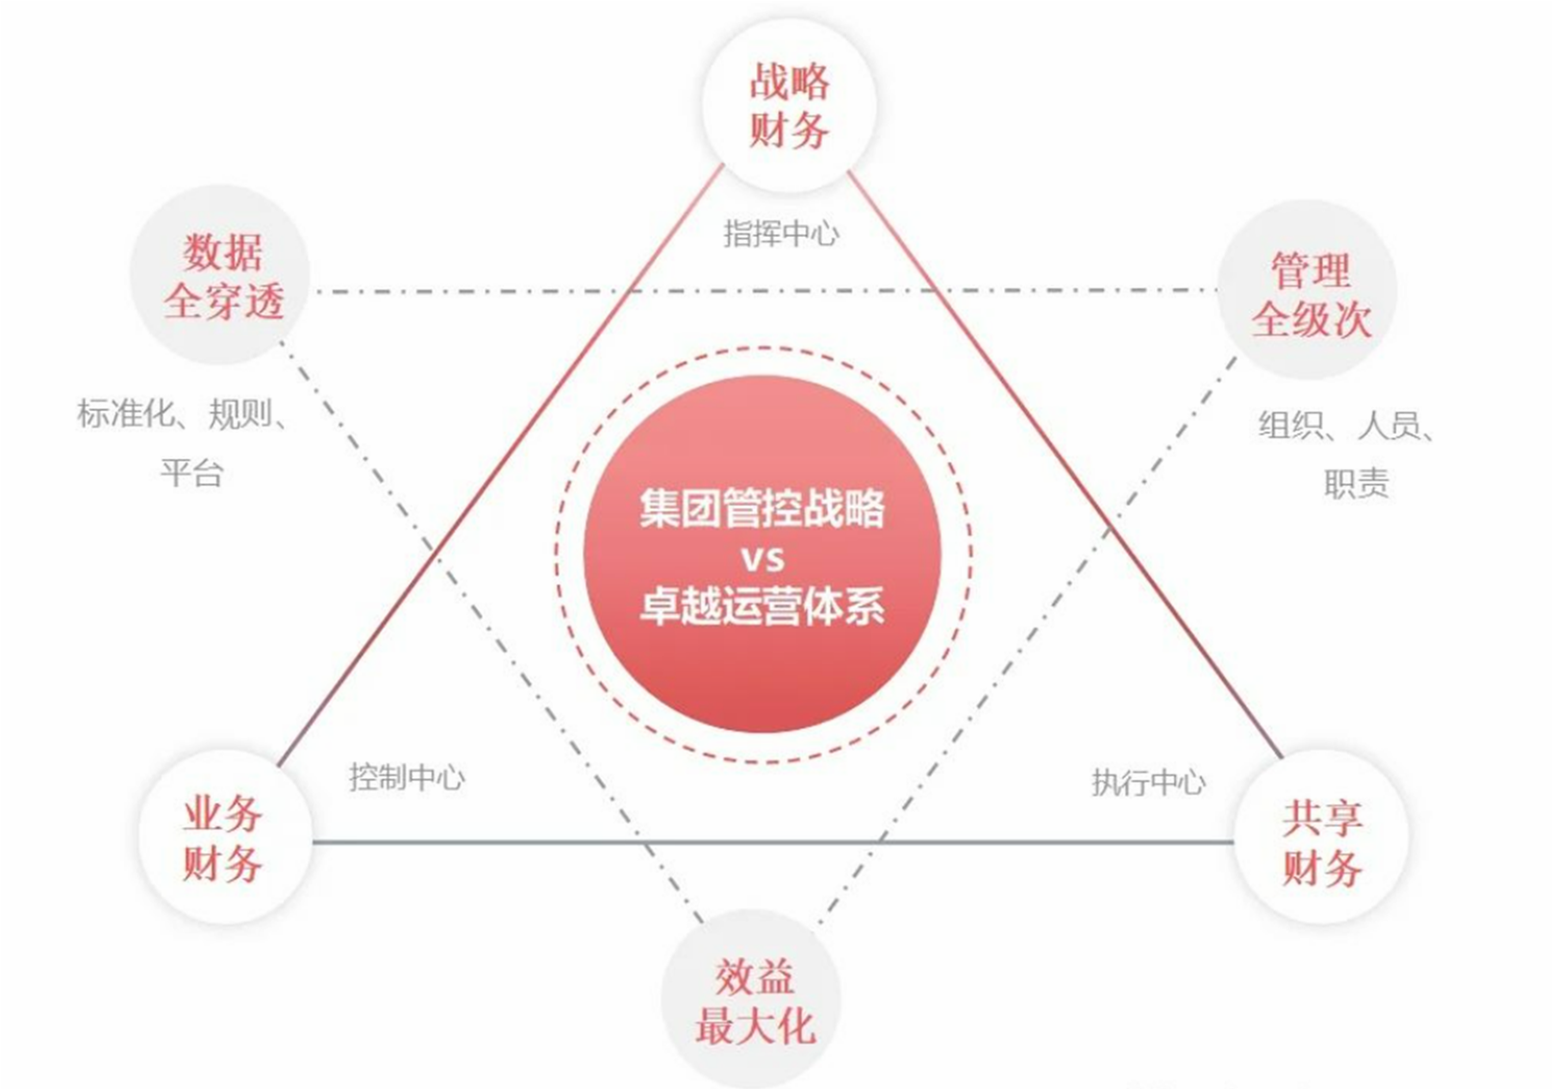 战略
财务
指挥中心
数据
全穿透
标准化、规则、
平台
管理
全级次
组织、人员、
职责
集团管控战略
vs
卓越运营体系
控制中心
业务
财务
执行中心
共享
财务
效益
最大化